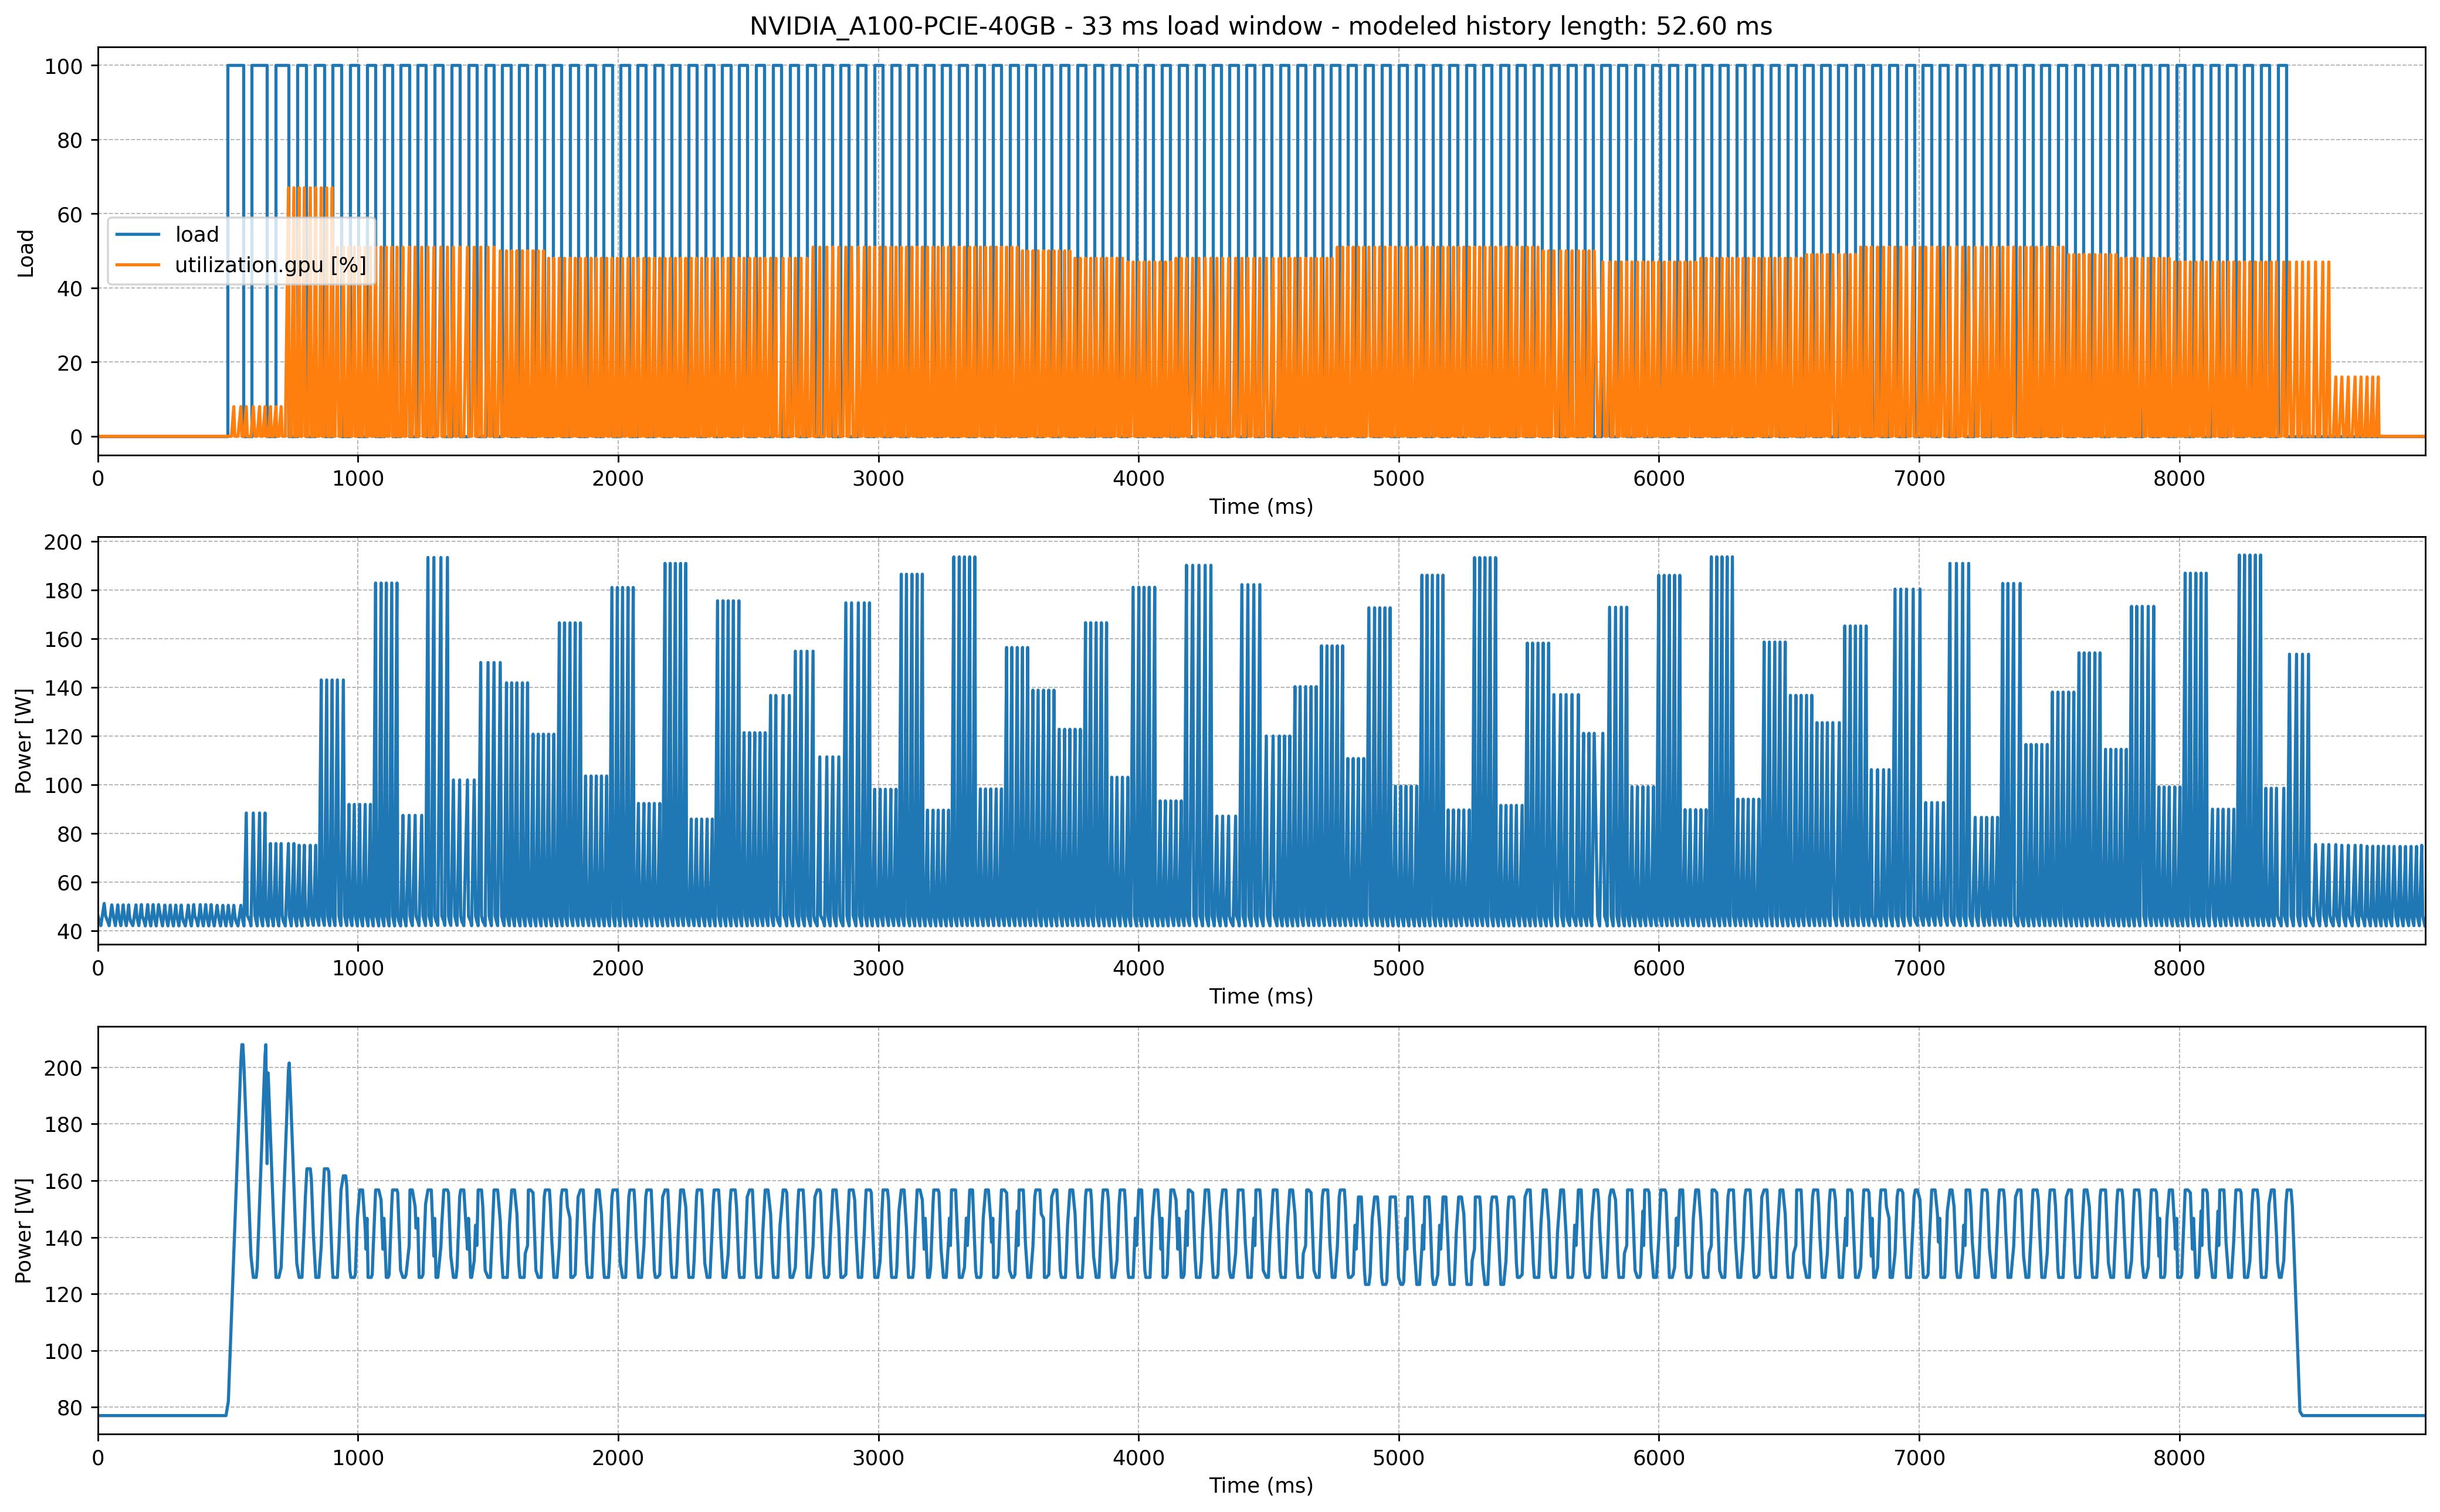 NVIDIA_A100-PCIE-40GB - 33 ms load window - modeled history length: 52.60 ms
100
80
60
40
20
0
Load
load
utilization.gpu [%]
0 1000 2000 3000 4000 5000 6000 7000 8000
Time (ms)
200
180
160
140
120
100
80
60
40
Power [W]
0 1000 2000 3000 4000 5000 6000 7000 8000
Time (ms)
200
180
160
140
120
100
80
Power [W]
0 1000 2000 3000 4000 5000 6000 7000 8000
Time (ms)